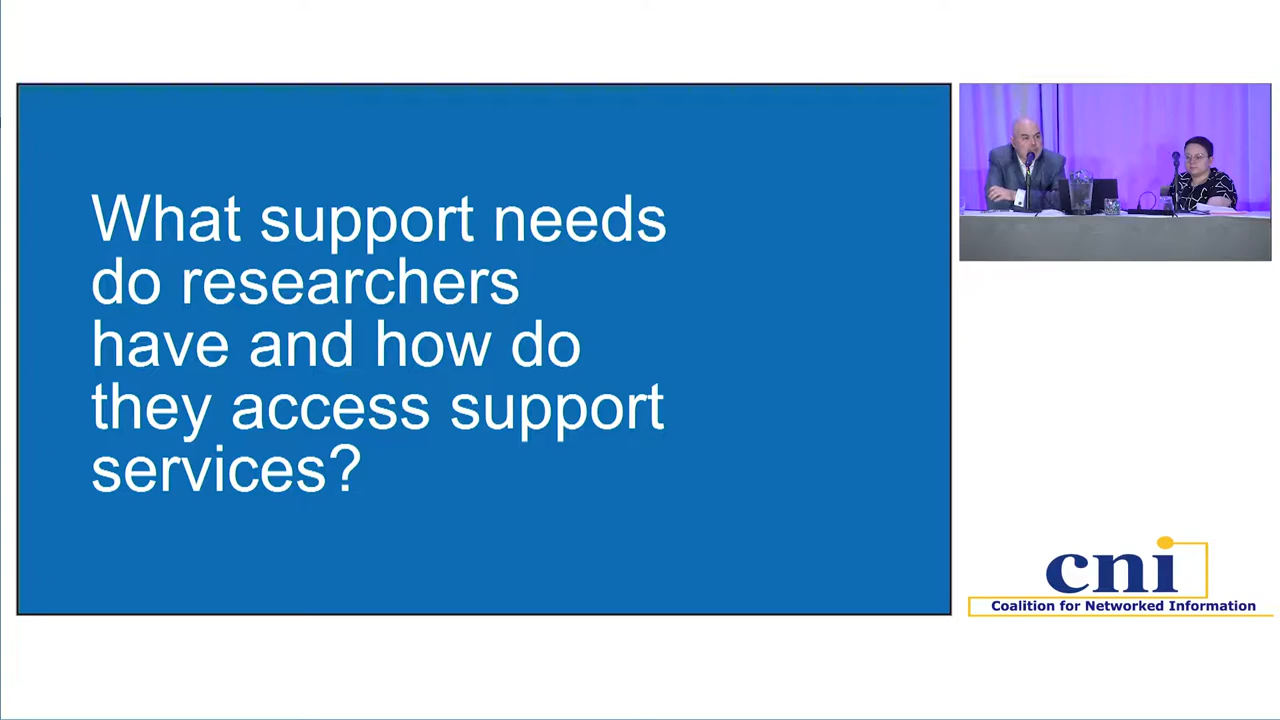 What support needs
do researchers
have and how do
they access support
services?
cni
Coalition for Networked Information